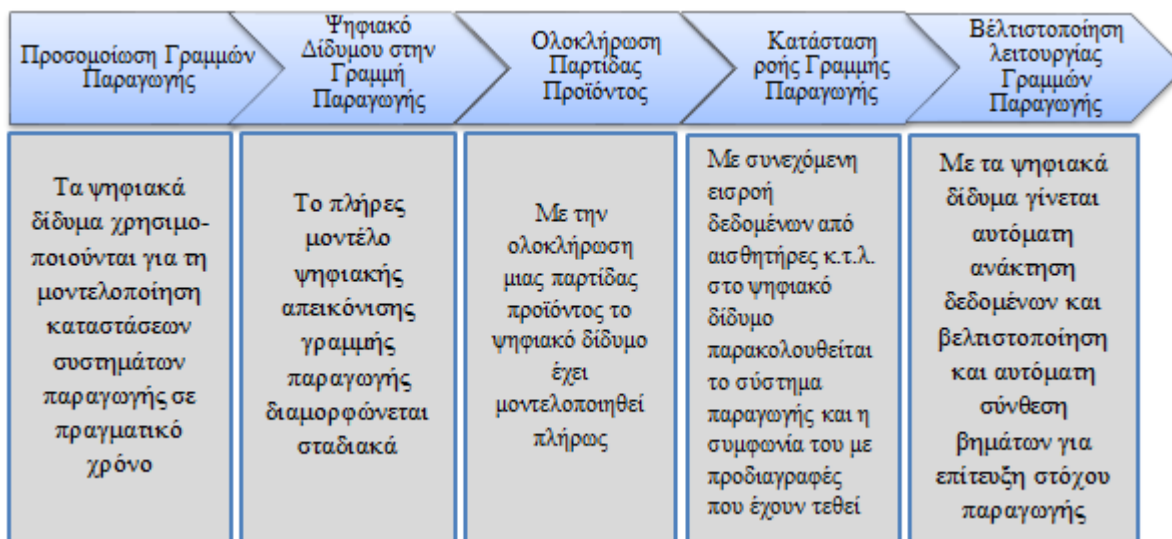 Προσομοίωση Γραμμών
Παραγωγής
Ψηφιακό
Δίδυμου στην
Γραμμή
Παραγωγής
Ολοκλήρωση
Παρτίδας
Προϊόντος
Κατάσταση
ροής Γραμμής
Παραγωγής
Βέλτιστοποίηση
λειτουργίας
Γραμμών
Παραγωγής
Τα ψηφιακά
δίδυμα χρησιμο-
ποιούνται για τη
μοντελοποίηση
καταστάσεων
συστημάτων
παραγωγής σε
πραγματικό
χρόνο
Το πλήρες
μοντέλο
ψηφιακής
απεικόνισης
γραμμής
παραγωγής
διαμορφώνεται
σταδιακά
Με την
ολοκλήρωση
μιας παρτίδας
προϊόντος το
ψηφιακό δίδυμο
έχει
μοντελοποιηθεί
πλήρως
Με συνεχόμενη
εισροή
δεδομένων από
αισθητήρες κ.τ.λ.
στο ψηφιακό
δίδυμο
παρακολουθείται
το σύστημα
παραγωγής και η
συμφωνία του με
προδιαγραφές
που έχουν τεθεί
Με τα ψηφιακά
δίδυμα γίνεται
αυτόματη
ανάκτηση
δεδομένων και
βελτιστοποίηση
και αυτόματη
σύνθεση
βημάτων για
επίτευξη στόχου
παραγωγής